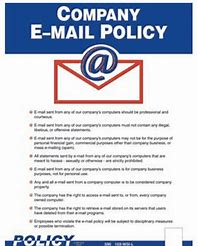 COMPANY
E-MAIL POLICY
@
E-mail sent from any of our company's computers should be professional and
courteous.
E-mail sent from any of our company's computers must not contain any illegal,
libelous, or offensive statements.
E-mail sent from any of our company's computers may not be for the purpose of
personal financial gain, commercial purposes other than company business, or
mass e-mailing (spam).
All statements sent by e-mail from any of our company's computers that are
meant to harass - sexually or otherwise - are strictly prohibited.
E-mail sent from any of our company's computers is for company business
purposes, not for personal use.
Any and all e-mail sent from a company computer is to be considered company
property.
The company has the right to access e-mail sent to, or from, every company
owned computer.
The company has the right to retrieve e-mail stored on its servers that users
have deleted from their e-mail programs.
Employees who violate the e-mail policy will be subject to disciplinary measures
or possible termination.
POLICY